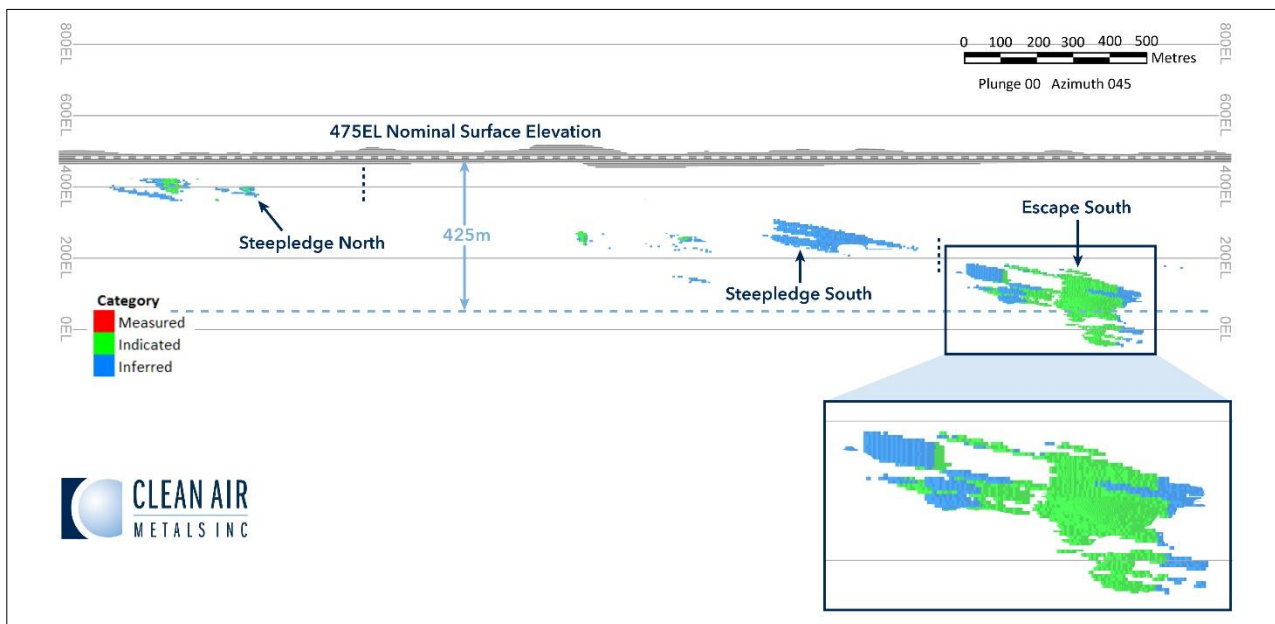 800EL
600EL
400EL
200EL
0EL
800EL
600EL
400EL
200EL
0EL
0 100 200 300 400 500
Metres
Plunge 00 Azimuth 045
475EL Nominal Surface Elevation
425m
Steepledge North
Steepledge South
Escape South
Category
Measured
Indicated
Inferred
CLEAN AIR
METALS INC